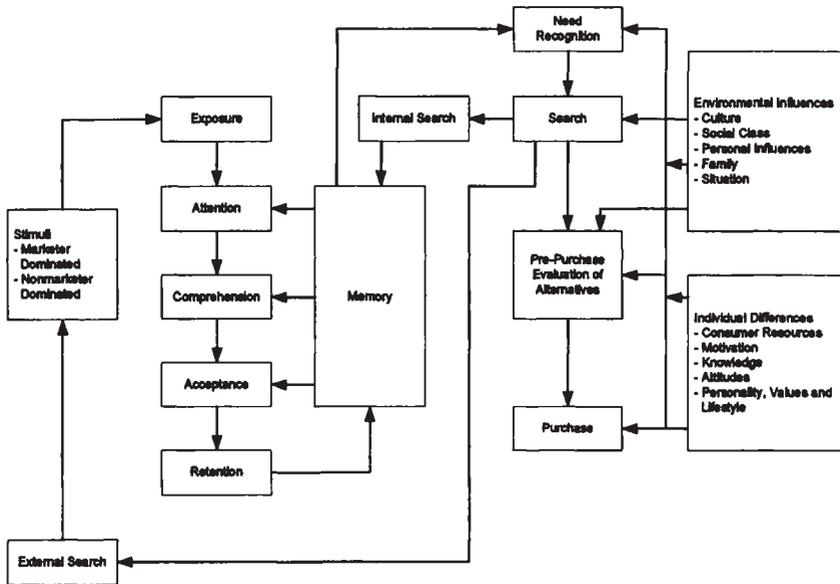 Need
Recognition
Exposure
Internal Search
Search
Environmental Influences
- Culture
- Social Class
- Personal Influences
- Family
- Situation
Attention
Stimuli
- Marketer
Dominated
- Nonmarketer
Dominated
Comprehension
Memory
Pre-Purchase
Evaluation of
Alternatives
Individual Differences
- Consumer Resources
- Motivation
- Knowledge
- Attitudes
- Personality, Values and
Lifestyle
Acceptance
Purchase
Retention
External Search